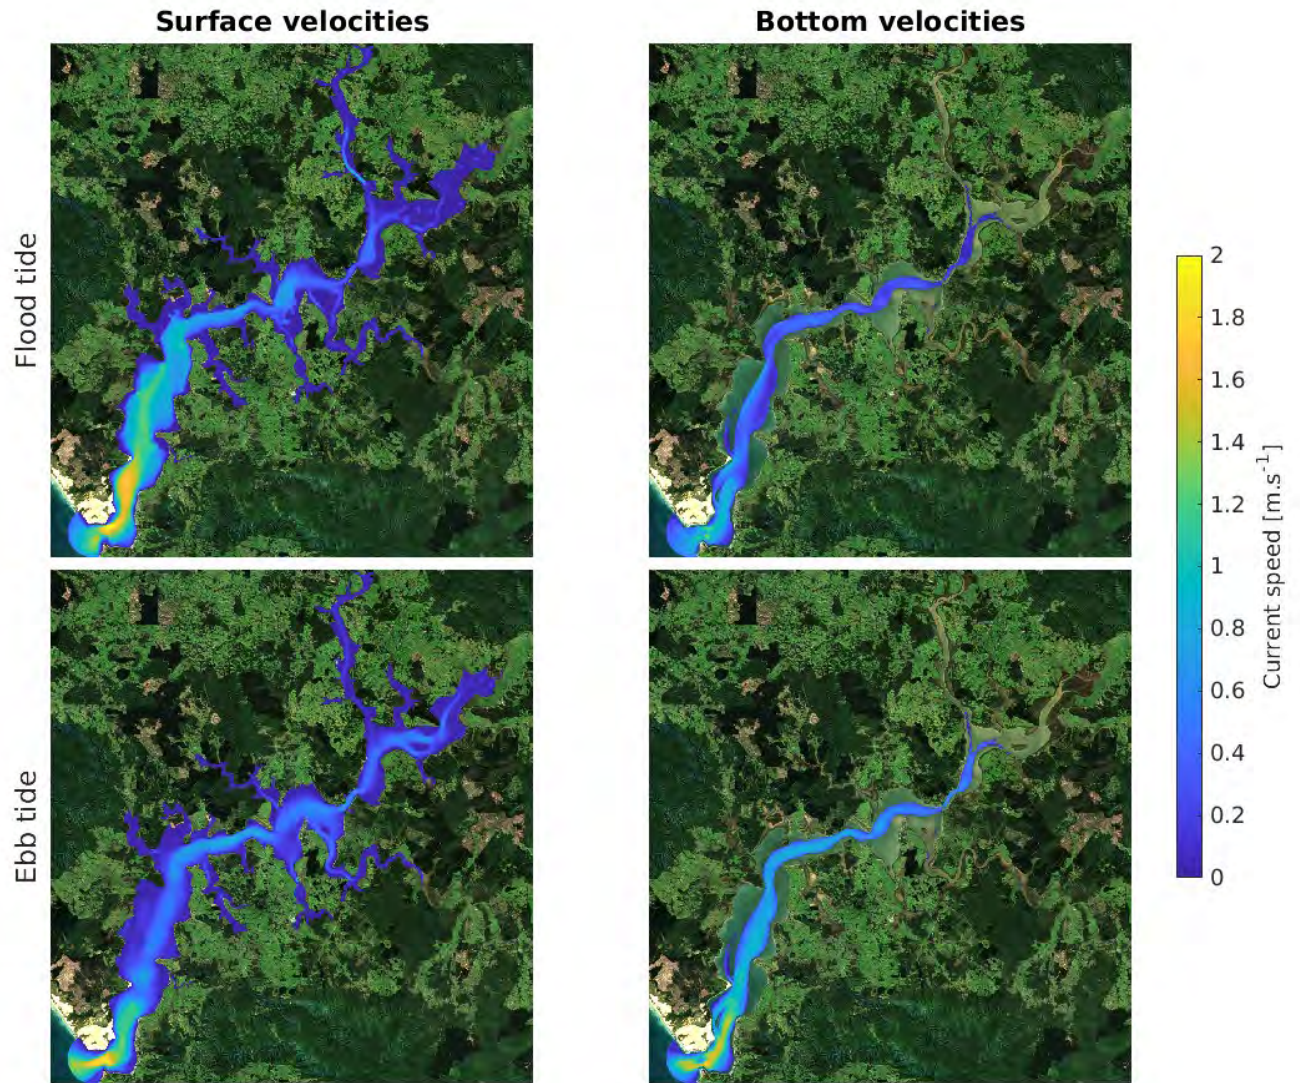 Surface velocities
Bottom velocities
Flood tide
Ebb tide
2
1.8
1.6
1.4
1.2
1
0.8
0.6
0.4
0.2
0
Current speed [m.s⁻¹]